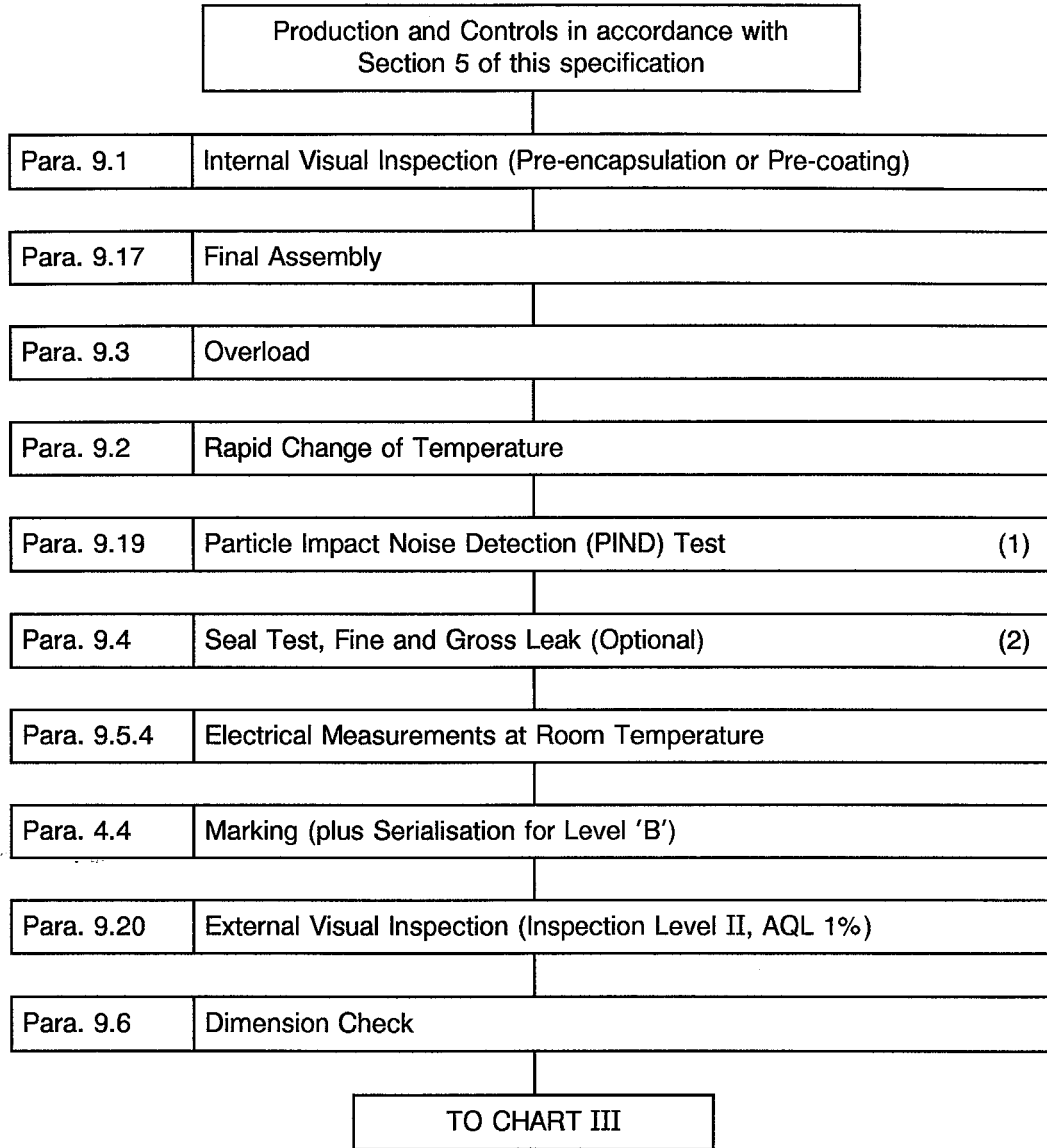 Production and Controls in accordance with
Section 5 of this specification
Para. 9.1 Internal Visual Inspection (Pre-encapsulation or Pre-coating)
Para. 9.17 Final Assembly
Para. 9.3 Overload
Para. 9.2 Rapid Change of Temperature
Para. 9.19 Particle Impact Noise Detection (PIND) Test (1)
Para. 9.4 Seal Test, Fine and Gross Leak (Optional) (2)
Para. 9.5.4 Electrical Measurements at Room Temperature
Para. 4.4 Marking (plus Serialisation for Level 'B')
Para. 9.20 External Visual Inspection (Inspection Level II, AQL 1%)
Para. 9.6 Dimension Check
TO CHART III